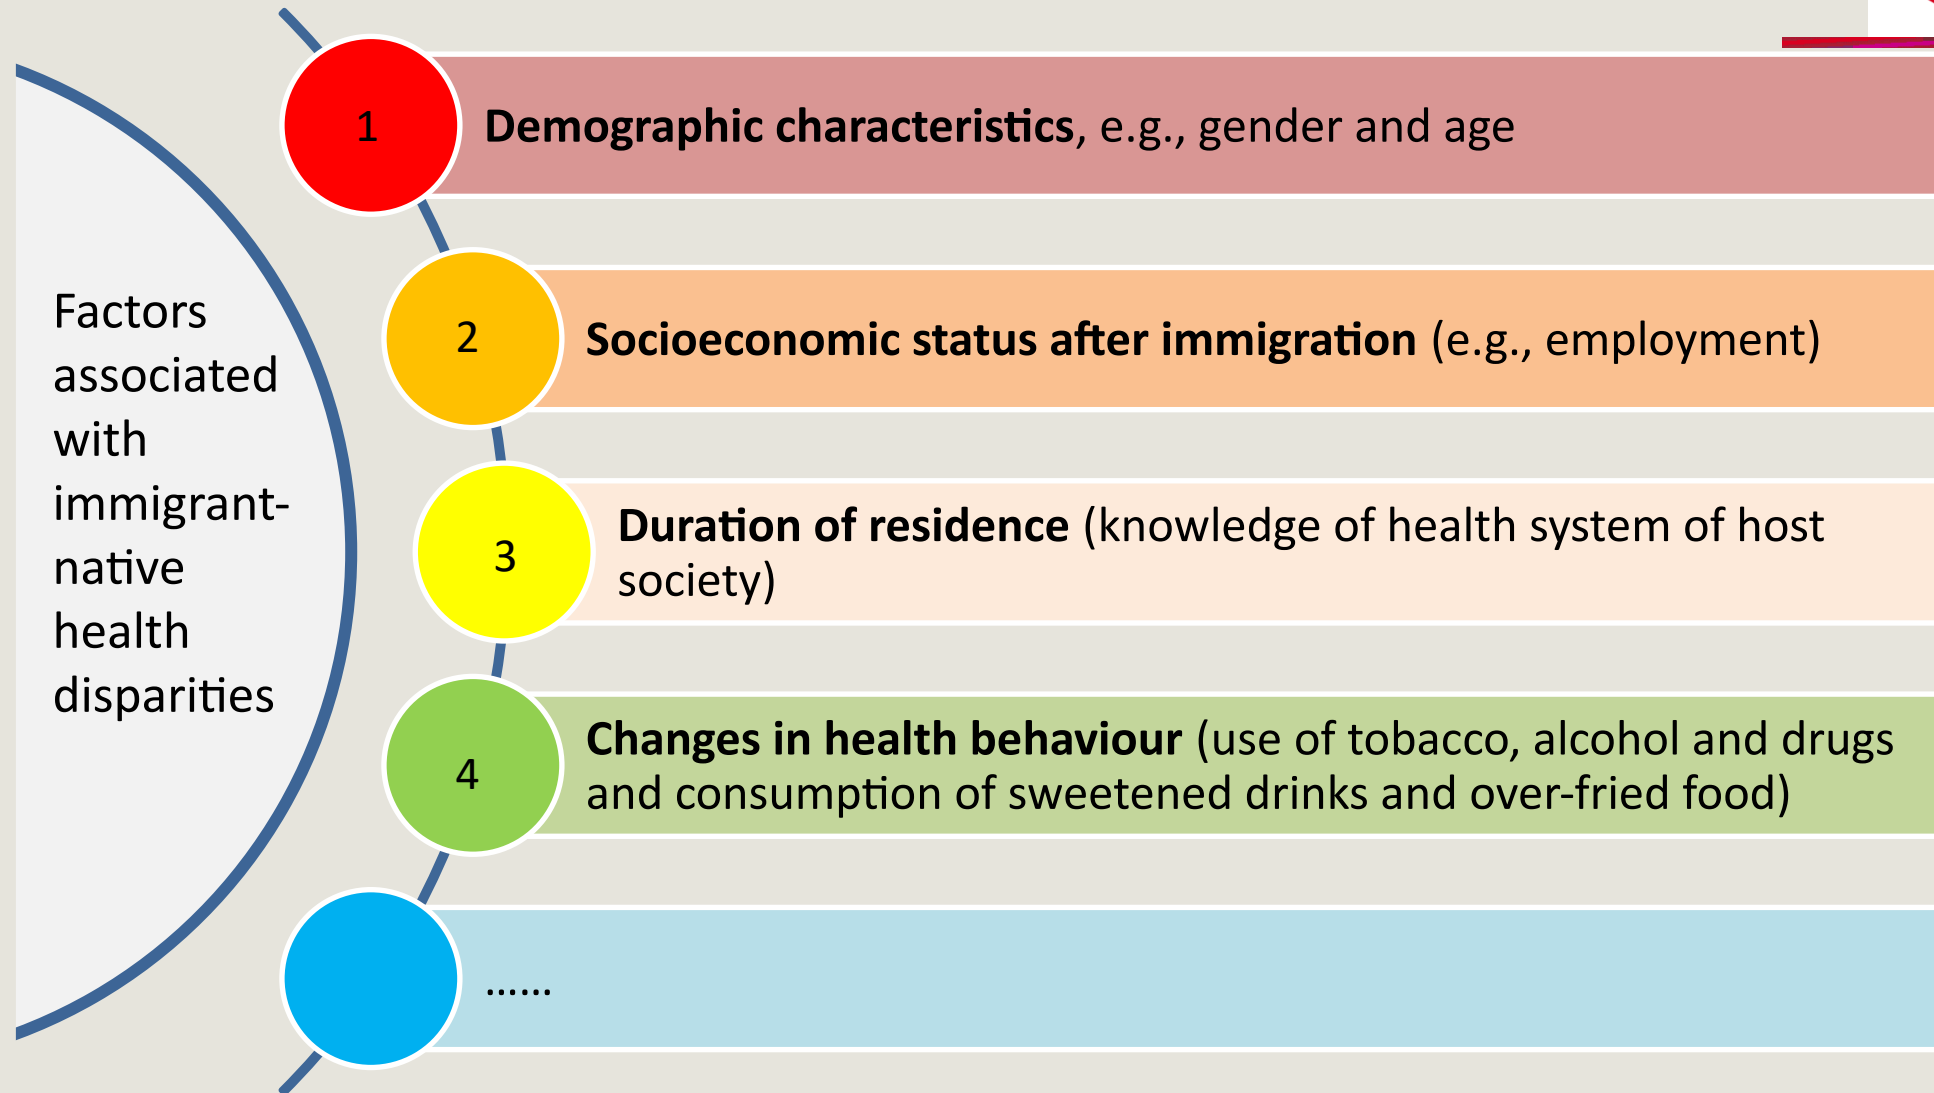 Factors
associated
with
immigrant-
native
health
disparities
1
Demographic characteristics, e.g., gender and age
2
Socioeconomic status after immigration (e.g., employment)
3
Duration of residence (knowledge of health system of host
society)
4
Changes in health behaviour (use of tobacco, alcohol and drugs
and consumption of sweetened drinks and over-fried food)
……